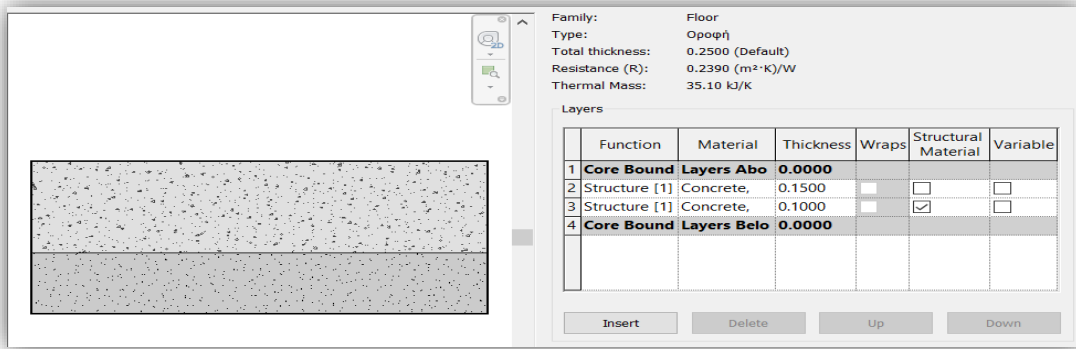 2D
Family: Floor
Type: Οροφή
Total thickness: 0.2500 (Default)
Resistance (R): 0.2390 (m²·K)/W
Thermal Mass: 35.10 kJ/K
Layers
Function Material Thickness Wraps Structural Material Variable
1 Core Bound Layers Abo 0.0000
2 Structure [1] Concrete, 0.1500
3 Structure [1] Concrete, 0.1000
4 Core Bound Layers Belo 0.0000
Insert Delete Up Down